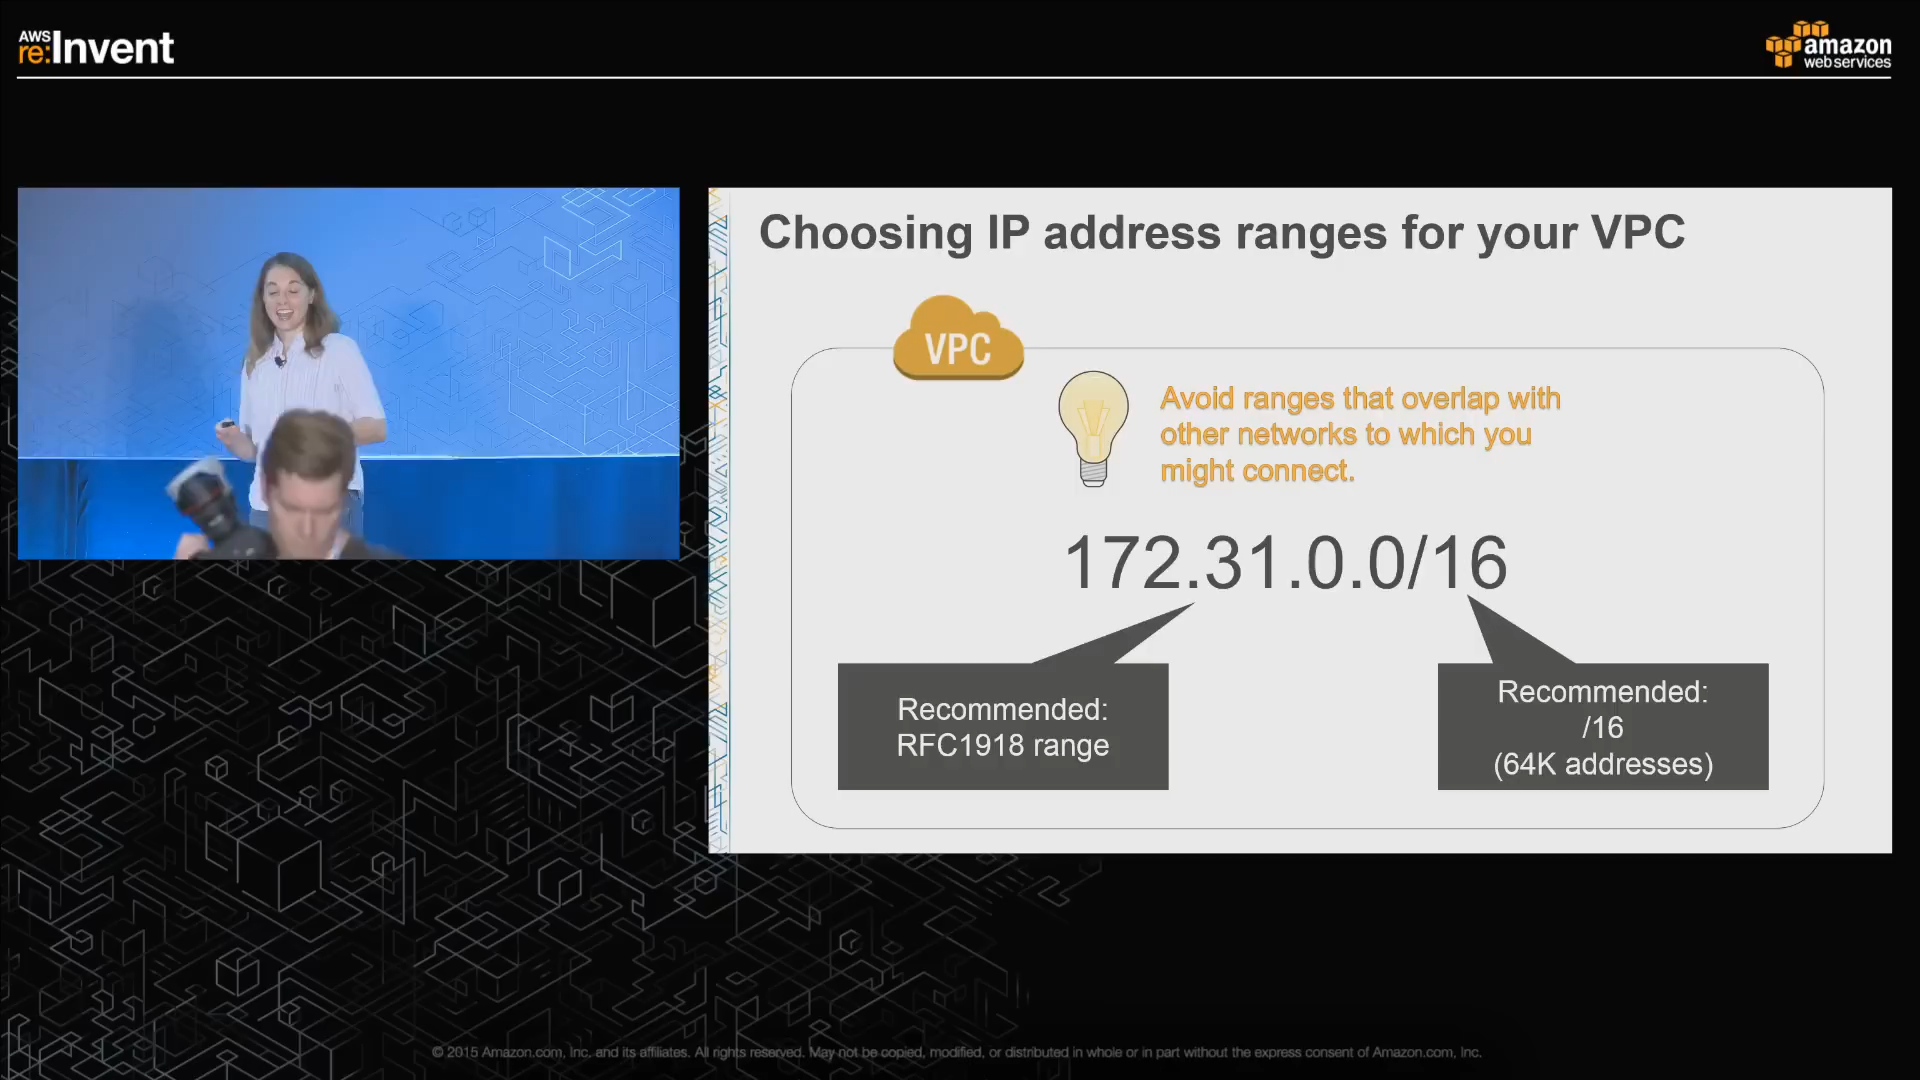 AWS
re:Invent
amazon
web services
Choosing IP address ranges for your VPC
VPC
Avoid ranges that overlap with
other networks to which you
might connect.
172.31.0.0/16
Recommended:
RFC1918 range
Recommended:
/16
(64K addresses)
© 2015 Amazon.com, Inc. and its affiliates. All rights reserved. May not be copied, modified, or distributed in whole or in part without the express consent of Amazon.com, Inc.